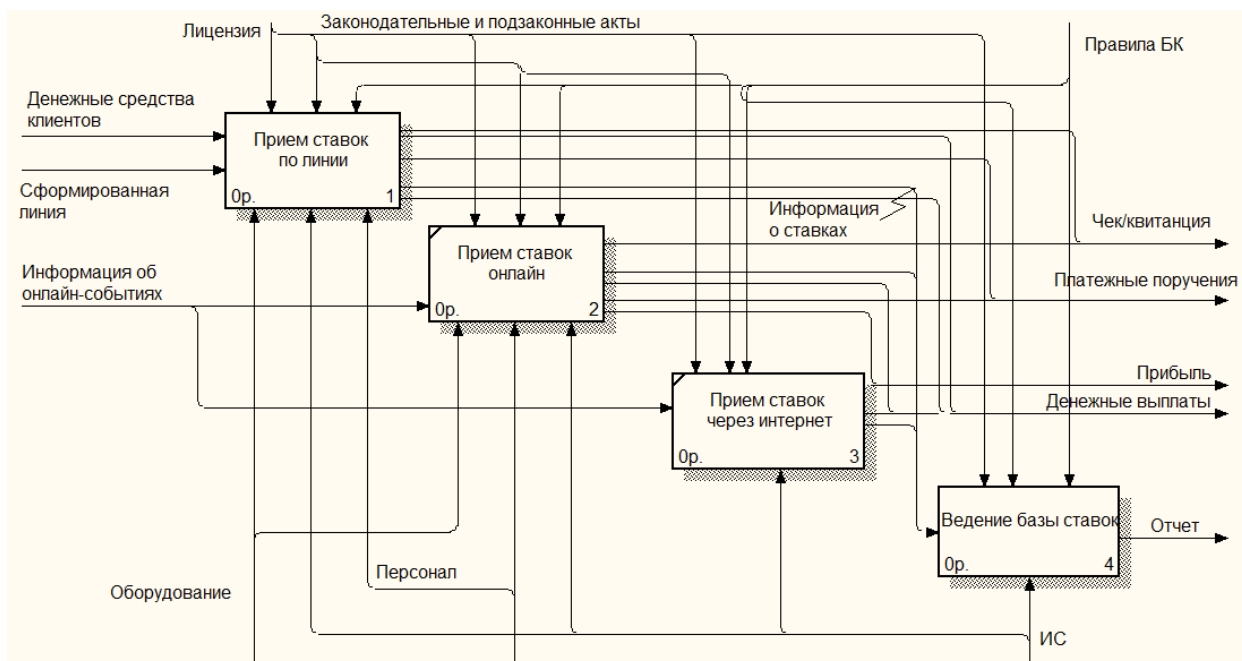 Законодательные и подзаконные акты
Лицензия
Правила БК
Денежные средства
клиентов
Прием ставок
по линии
0р.
1
Сформированная
линия
Информация
о ставках
Чек/квитанция
Прием ставок
онлайн
0р.
2
Информация об
онлайн-событиях
Платежные поручения
Прибыль
Денежные выплаты
Прием ставок
через интернет
0р.
3
Ведение базы ставок
0р.
4
Отчет
Персонал
Оборудование
ИС